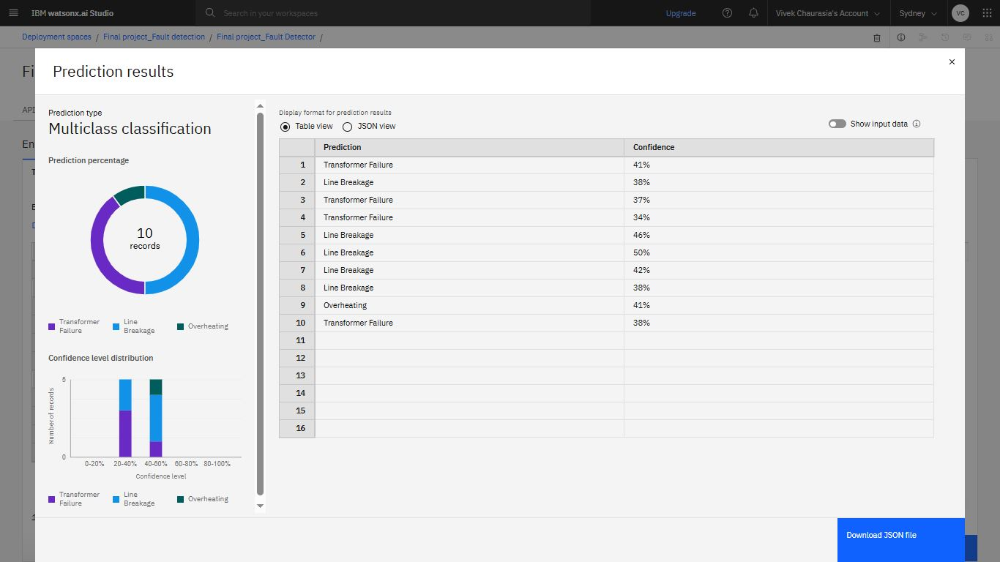 IBM watsonx.ai Studio
Search in your workspaces
Upgrade
Vivek Chaurasia's Account
Sydney
VC
Deployment spaces / Final project_Fault detection / Final project_Fault Detector /
Fi
API
En
Prediction results
Prediction type
Multiclass classification
Prediction percentage
10
records
Transformer Failure
Line Breakage
Overheating
Confidence level distribution
Number of records
5
0
0-20% 20-40% 40-60% 60-80% 80-100%
Confidence level
Transformer Failure
Line Breakage
Overheating
Display format for prediction results
Table view JSON view
Show input data
Prediction Confidence
1 Transformer Failure 41%
2 Line Breakage 38%
3 Transformer Failure 37%
4 Transformer Failure 34%
5 Line Breakage 46%
6 Line Breakage 50%
7 Line Breakage 42%
8 Line Breakage 38%
9 Overheating 41%
10 Transformer Failure 38%
11
12
13
14
15
16
Download JSON file